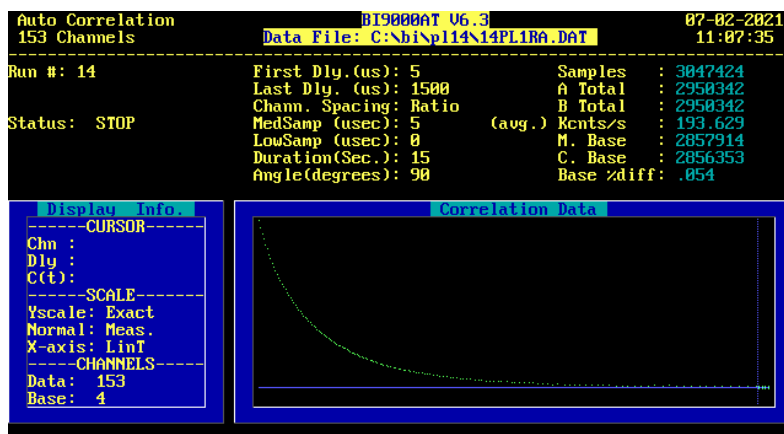 Auto Correlation BI9000AT V6.3 07-02-2021
153 Channels Data File: C:\bi\pl14\14PL1RA.DAT 11:07:35
Run #: 14 First Dly.(us): 5 Samples : 3047424
Last Dly. (us): 1500 A Total : 2950342
Chann. Spacing: Ratio B Total : 2950342
Status: STOP MedSamp (usec): 5 (avg.) Kcnts/s : 193.629
LowSamp (usec): 0 M. Base : 2857914
Duration(Sec.): 15 C. Base : 2856353
Angle(degrees): 90 Base %diff: .054
Display Info.
------CURSOR------
Chn :
Dly :
C(t):
------SCALE-------
Yscale: Exact
Normal: Meas.
X-axis: LinT
-----CHANNELS-----
Data: 153
Base: 4
Correlation Data